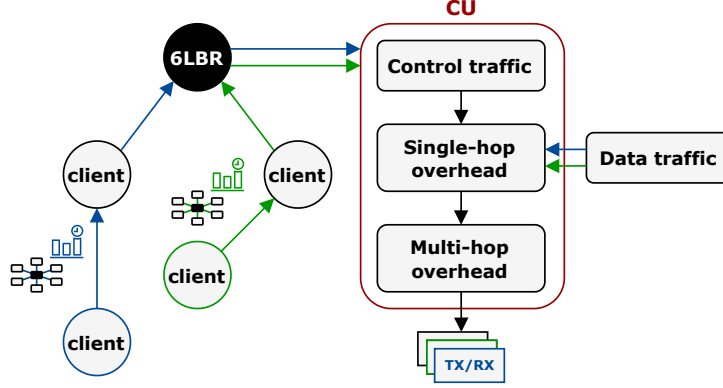 CU
6LBR
Control traffic
client
client
Single-hop
overhead
Data traffic
client
Multi-hop
overhead
client
TX/RX